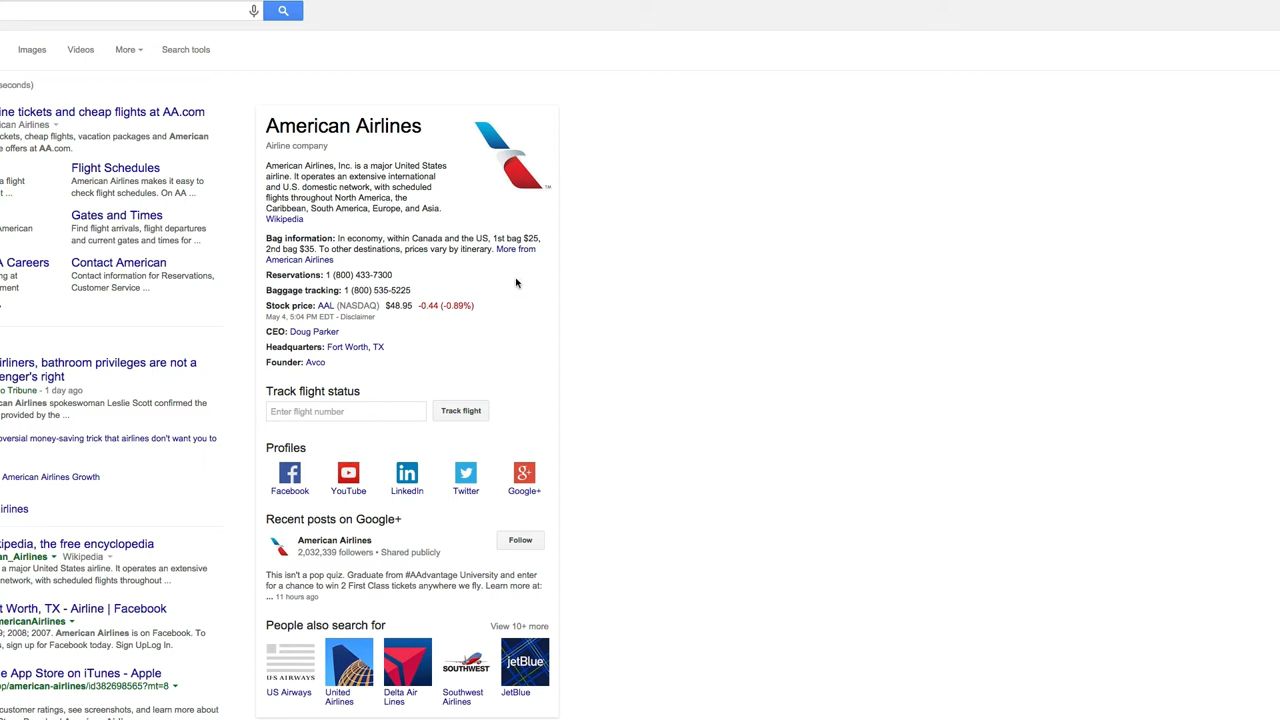 Images
Videos
More
Search tools
seconds)
ine tickets and cheap flights at AA.com
ican Airlines
ckets, cheap flights, vacation packages and American
e offers at AA.com.
a flight
t ...
Flight Schedules
American Airlines makes it easy to
check flight schedules. On AA ...
American
Gates and Times
Find flight arrivals, flight departures
and current gates and times for ...
A Careers
ng at
ment
Contact American
Contact information for Reservations,
Customer Service ...
irliners, bathroom privileges are not a
enger's right
o Tribune - 1 day ago
can Airlines spokeswoman Leslie Scott confirmed the
provided by the ...
oversial money-saving trick that airlines don't want you to
American Airlines Growth
irlines
kipedia, the free encyclopedia
an_Airlines
Wikipedia
a major United States airline. It operates an extensive
network, with scheduled flights throughout ...
t Worth, TX - Airline | Facebook
mericanAirlines
9; 2008; 2007. American Airlines is on Facebook. To
, sign up for Facebook today. Sign UpLog In.
e App Store on iTunes - Apple
pp/american-airlines/id382698565?mt=8
customer ratings, see screenshots, and learn more about
American Airlines
Airline company
American Airlines, Inc. is a major United States
airline. It operates an extensive international
and U.S. domestic network, with scheduled
flights throughout North America, the
Caribbean, South America, Europe, and Asia.
Wikipedia
TM
Bag information: In economy, within Canada and the US, 1st bag $25,
2nd bag $35. To other destinations, prices vary by itinerary. More from
American Airlines
Reservations: 1 (800) 433-7300
Baggage tracking: 1 (800) 535-5225
Stock price: AAL (NASDAQ) $48.95 -0.44 (-0.89%)
May 4, 5:04 PM EDT - Disclaimer
CEO: Doug Parker
Headquarters: Fort Worth, TX
Founder: Avco
Track flight status
Enter flight number
Track flight
Profiles
Facebook
YouTube
LinkedIn
Twitter
Google+
Recent posts on Google+
American Airlines
2,032,339 followers • Shared publicly
Follow
This isn't a pop quiz. Graduate from #AAdvantage University and enter
for a chance to win 2 First Class tickets anywhere we fly. Learn more at:
... 11 hours ago
People also search for
View 10+ more
U.S AIRWAYS
SOUTHWEST
jetBlue
US Airways
United
Airlines
Delta Air
Lines
Southwest
Airlines
JetBlue